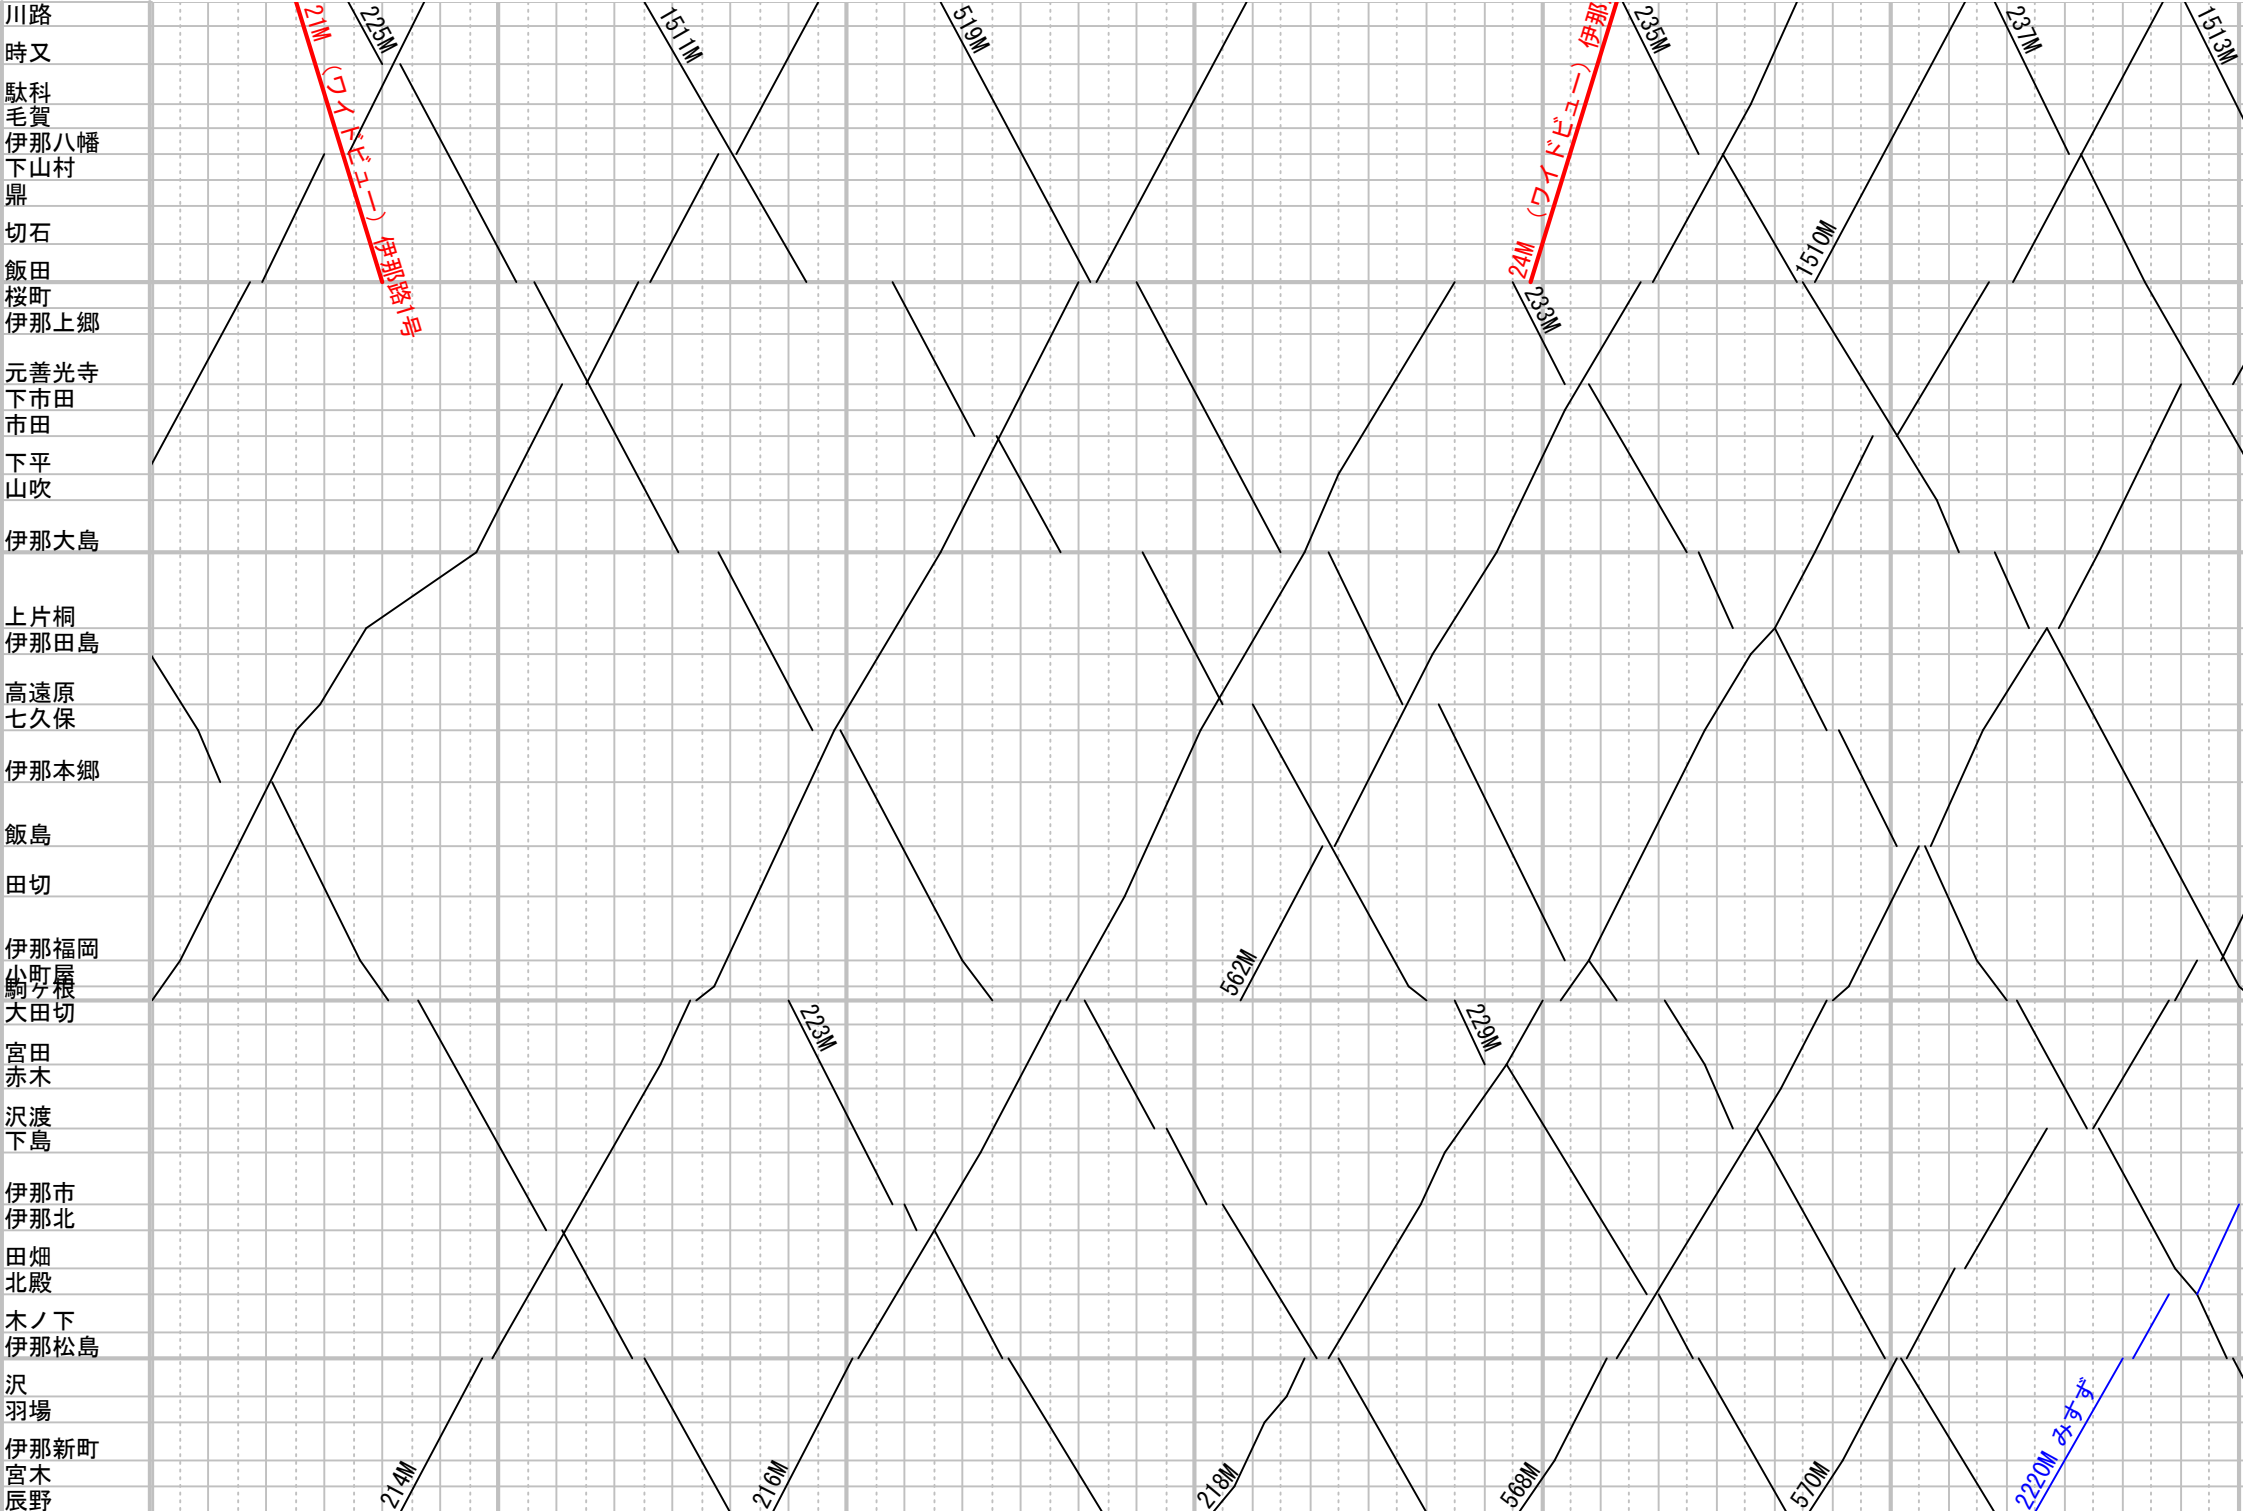 川路
時又
駄科
毛賀
伊那八幡
下山村
鼎
切石
飯田
桜町
伊那上郷
元善光寺
下市田
市田
下平
山吹
伊那大島
上片桐
伊那田島
高遠原
七久保
伊那本郷
飯島
田切
伊那福岡
小町屋
駒ヶ根
大田切
宮田
赤木
沢渡
下島
伊那市
伊那北
田畑
北殿
木ノ下
伊那松島
沢
羽場
伊那新町
宮木
辰野
21M （ワイドビュー）伊那路1号
225M
1511M
519M
24M （ワイドビュー）伊那
235M
237M
1513M
233M
1510M
562M
223M
229M
214M
216M
218M
568M
570M
2220M みすず